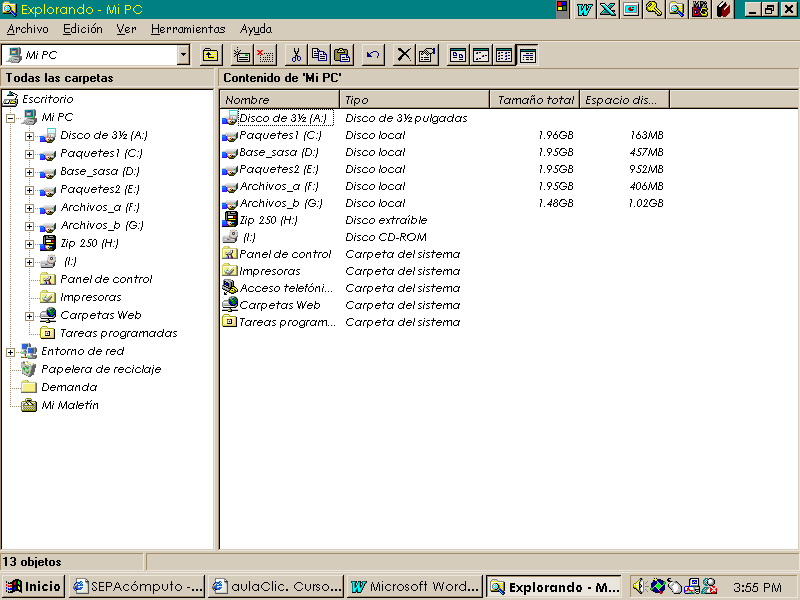 Explorando - Mi PC
Archivo Edición Ver Herramientas Ayuda
Mi PC
Todas las carpetas
Contenido de 'Mi PC'
Escritorio
Mi PC
Disco de 3½ (A:)
Paquetes1 (C:)
Base_sasa (D:)
Paquetes2 (E:)
Archivos_a (F:)
Archivos_b (G:)
Zip 250 (H:)
(I:)
Panel de control
Impresoras
Carpetas Web
Tareas programadas
Entorno de red
Papelera de reciclaje
Demanda
Mi Maletín
Nombre Tipo Tamaño total Espacio dis...
Disco de 3½ (A:) Disco de 3½ pulgadas
Paquetes1 (C:) Disco local 1.96GB 163MB
Base_sasa (D:) Disco local 1.95GB 457MB
Paquetes2 (E:) Disco local 1.95GB 952MB
Archivos_a (F:) Disco local 1.95GB 406MB
Archivos_b (G:) Disco local 1.48GB 1.02GB
Zip 250 (H:) Disco extraíble
(I:) Disco CD-ROM
Panel de control Carpeta del sistema
Impresoras Carpeta del sistema
Acceso telefóni... Carpeta del sistema
Carpetas Web Carpeta del sistema
Tareas program... Carpeta del sistema
13 objetos
Inicio SEPAcómputo -... aulaClic. Curso... Microsoft Word... Explorando - M... 3:55 PM